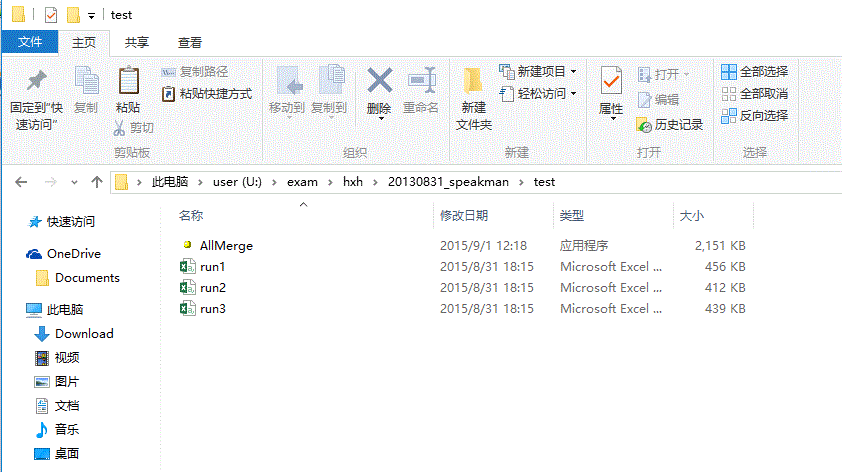 test
文件 主页 共享 查看
固定到"快速访问" 复制 粘贴 复制路径 粘贴快捷方式 剪切 剪贴板
移动到 复制到 删除 重命名 组织
新建文件夹 新建项目 轻松访问 新建
属性 打开 编辑 历史记录 打开
全部选择 全部取消 反向选择 选择
此电脑 user (U:) exam hxh 20130831_speakman test
快速访问
OneDrive
Documents
此电脑
Download
视频
图片
文档
音乐
桌面
名称 修改日期 类型 大小
AllMerge 2015/9/1 12:18 应用程序 2,151 KB
run1 2015/8/31 18:15 Microsoft Excel ... 456 KB
run2 2015/8/31 18:15 Microsoft Excel ... 412 KB
run3 2015/8/31 18:15 Microsoft Excel ... 439 KB